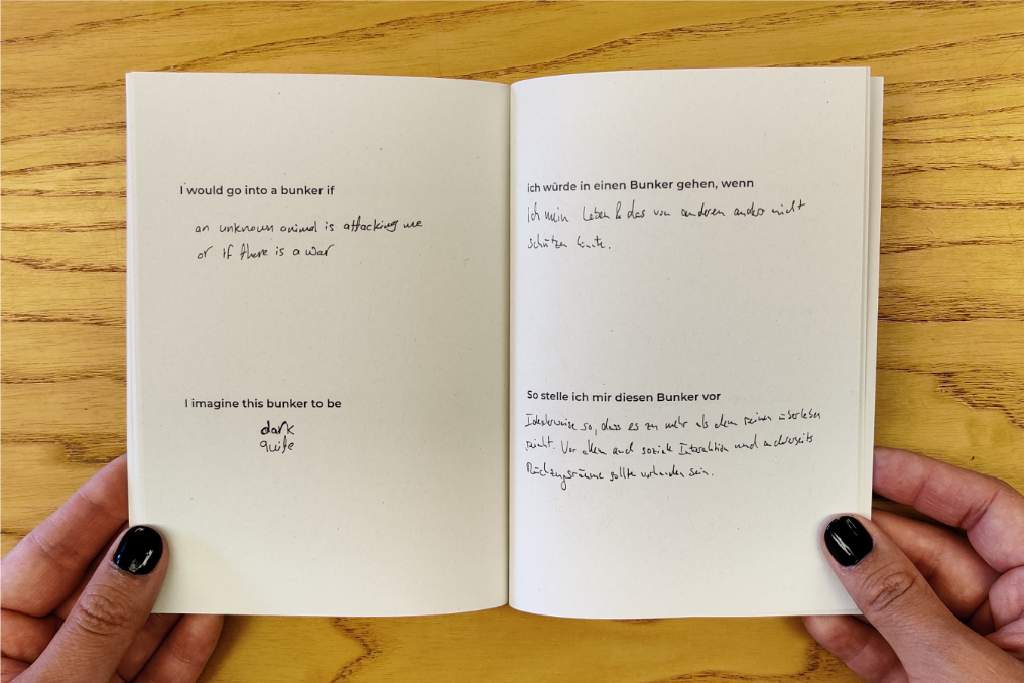 I would go into a bunker if
an unknown animal is attacking me
or if there is a war
I imagine this bunker to be
dark
quite
ich würde in einen Bunker gehen, wenn
ich mein Leben & das von anderen anders nicht
schützen könnte.
So stelle ich mir diesen Bunker vor
Idealerweise so, dass es zu mehr als dem reinen überleben
reicht. Vor allem auch soziale Interaktion und andererseits
Rückzugsräume sollte vorhanden sein.